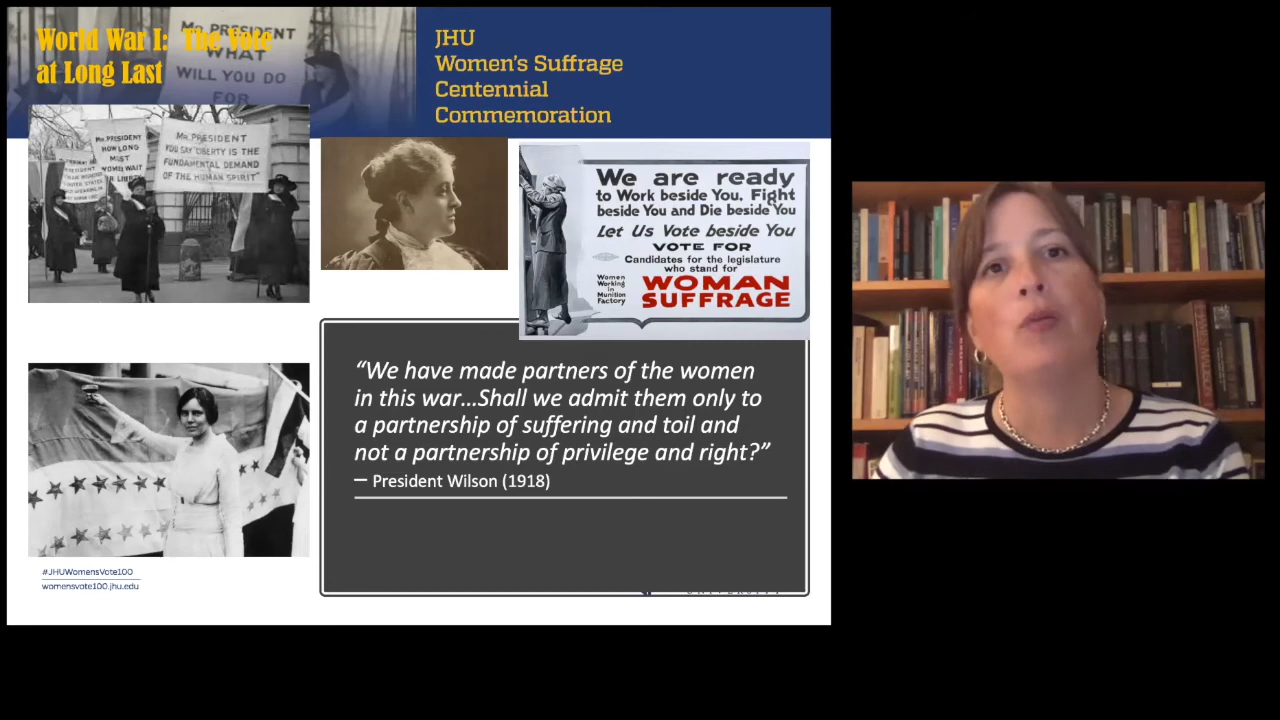 World War I: The Vote
at Long Last
MR. PRESIDENT
WHAT
WILL YOU DO
FOR
JHU
Women's Suffrage
Centennial
Commemoration
MR. PRESIDENT
HOW LONG
MUST
WOMEN WAIT
FOR LIBERTY
MR. PRESIDENT
YOU SAY "LIBERTY IS THE
FUNDAMENTAL DEMAND
OF THE HUMAN SPIRIT"
We are ready
to Work beside You, Fight
beside You and Die beside You
Let Us Vote beside You
VOTE FOR
Candidates for the legislature
who stand for
WOMAN
SUFFRAGE
Women
Working
in
Munition
Factory
"We have made partners of the women
in this war...Shall we admit them only to
a partnership of suffering and toil and
not a partnership of privilege and right?"
— President Wilson (1918)
#JHUWomensVote100
womensvote100.jhu.edu